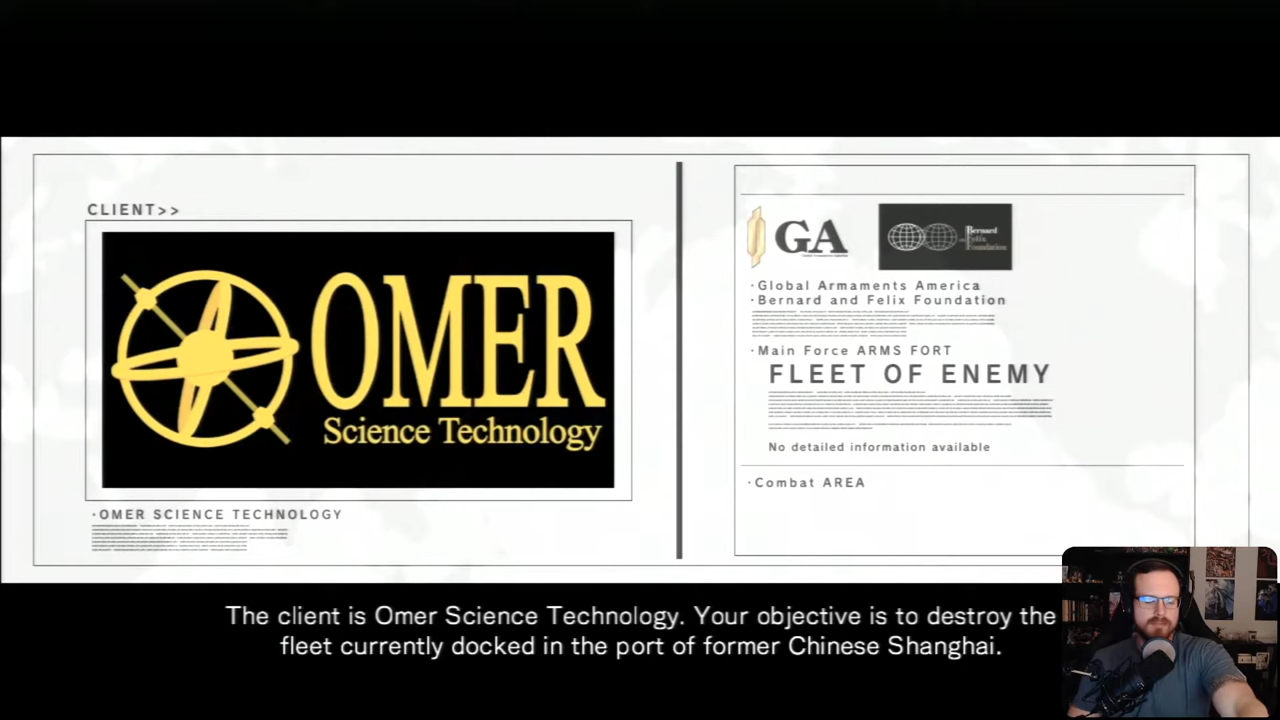 CLIENT>>
OMER
Science Technology
·OMER SCIENCE TECHNOLOGY
GA
Bernard
and Felix
Foundation
·Global Armaments America
·Bernard and Felix Foundation
·Main Force ARMS FORT
FLEET OF ENEMY
No detailed information available
·Combat AREA
The client is Omer Science Technology. Your objective is to destroy the
fleet currently docked in the port of former Chinese Shanghai.